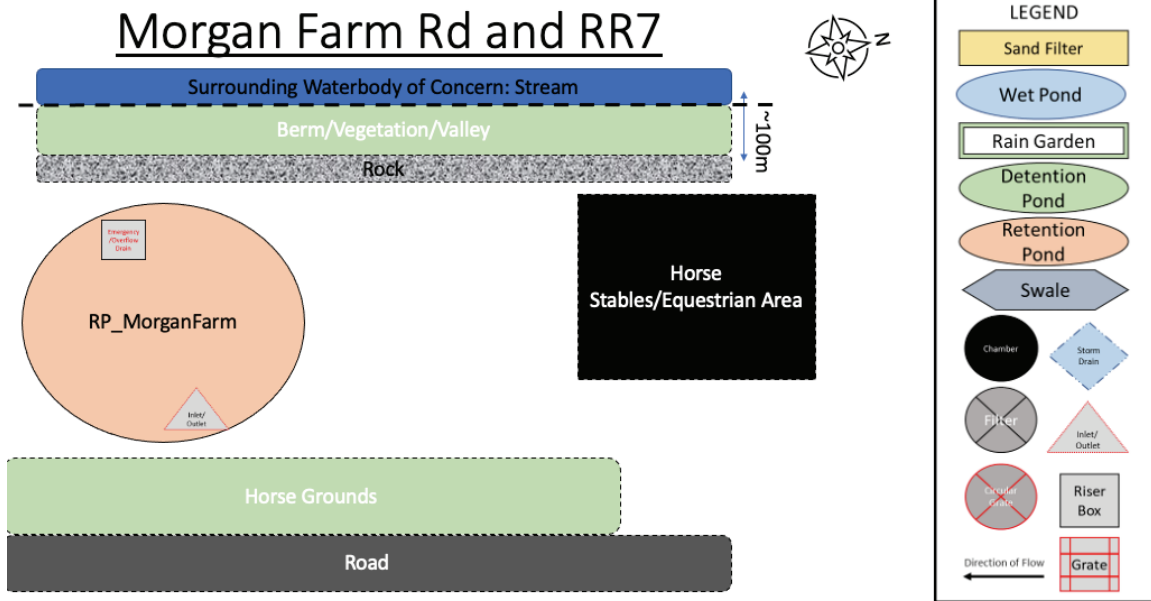 Morgan Farm Rd and RR7
N
Surrounding Waterbody of Concern: Stream
Berm/Vegetation/Valley
~100m
Rock
Emergency
/Overflow
Drain
RP_MorganFarm
Inlet/
Outlet
Horse
Stables/Equestrian Area
Horse Grounds
Road
LEGEND
Sand Filter
Wet Pond
Rain Garden
Detention
Pond
Retention
Pond
Swale
Chamber
Storm
Drain
Filter
Inlet/
Outlet
Circular
Grate
Riser
Box
Direction of Flow
Grate